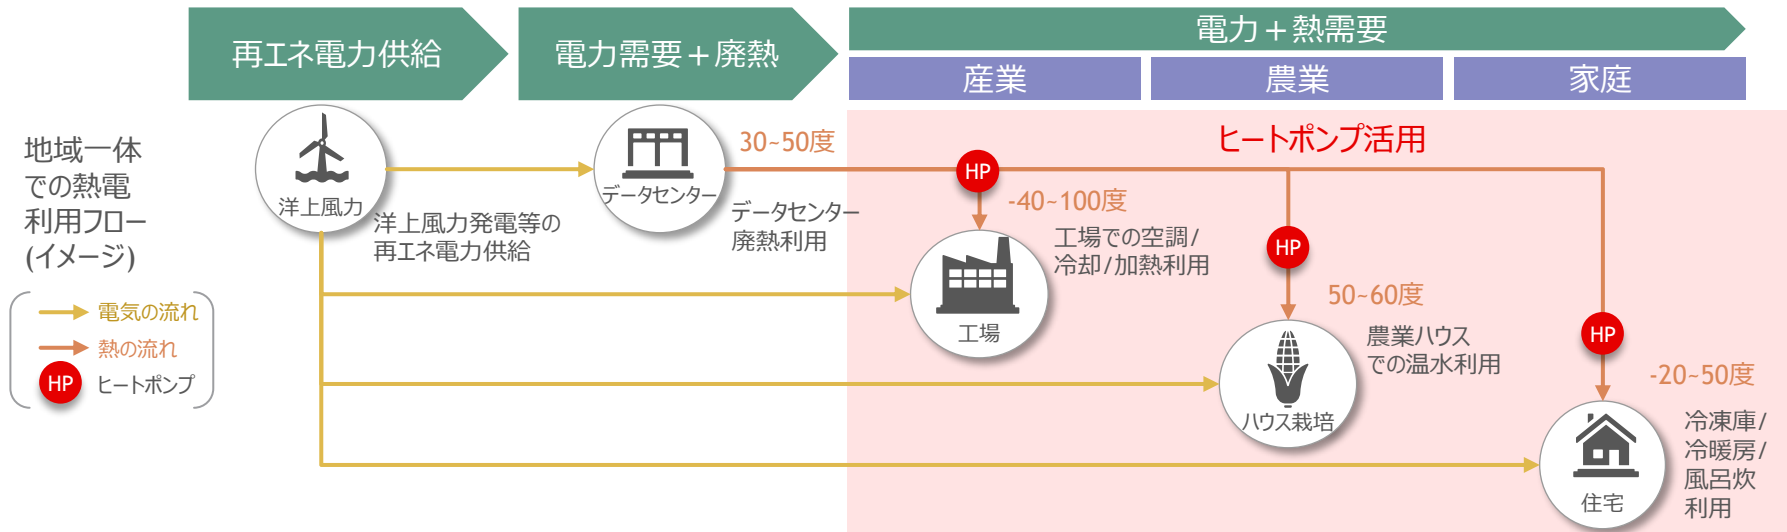 再エネ電力供給
電力需要＋廃熱
電力＋熱需要
産業
農業
家庭
地域一体
での熱電
利用フロー
(イメージ)
電気の流れ
熱の流れ
HP
ヒートポンプ
洋上風力
洋上風力発電等の
再エネ電力供給
データセンター
30~50度
データセンター
廃熱利用
ヒートポンプ活用
HP
-40~100度
工場での空調/
冷却/加熱利用
工場
HP
50~60度
農業ハウス
での温水利用
ハウス栽培
HP
-20~50度
冷凍庫/
冷暖房/
風呂炊
利用
住宅